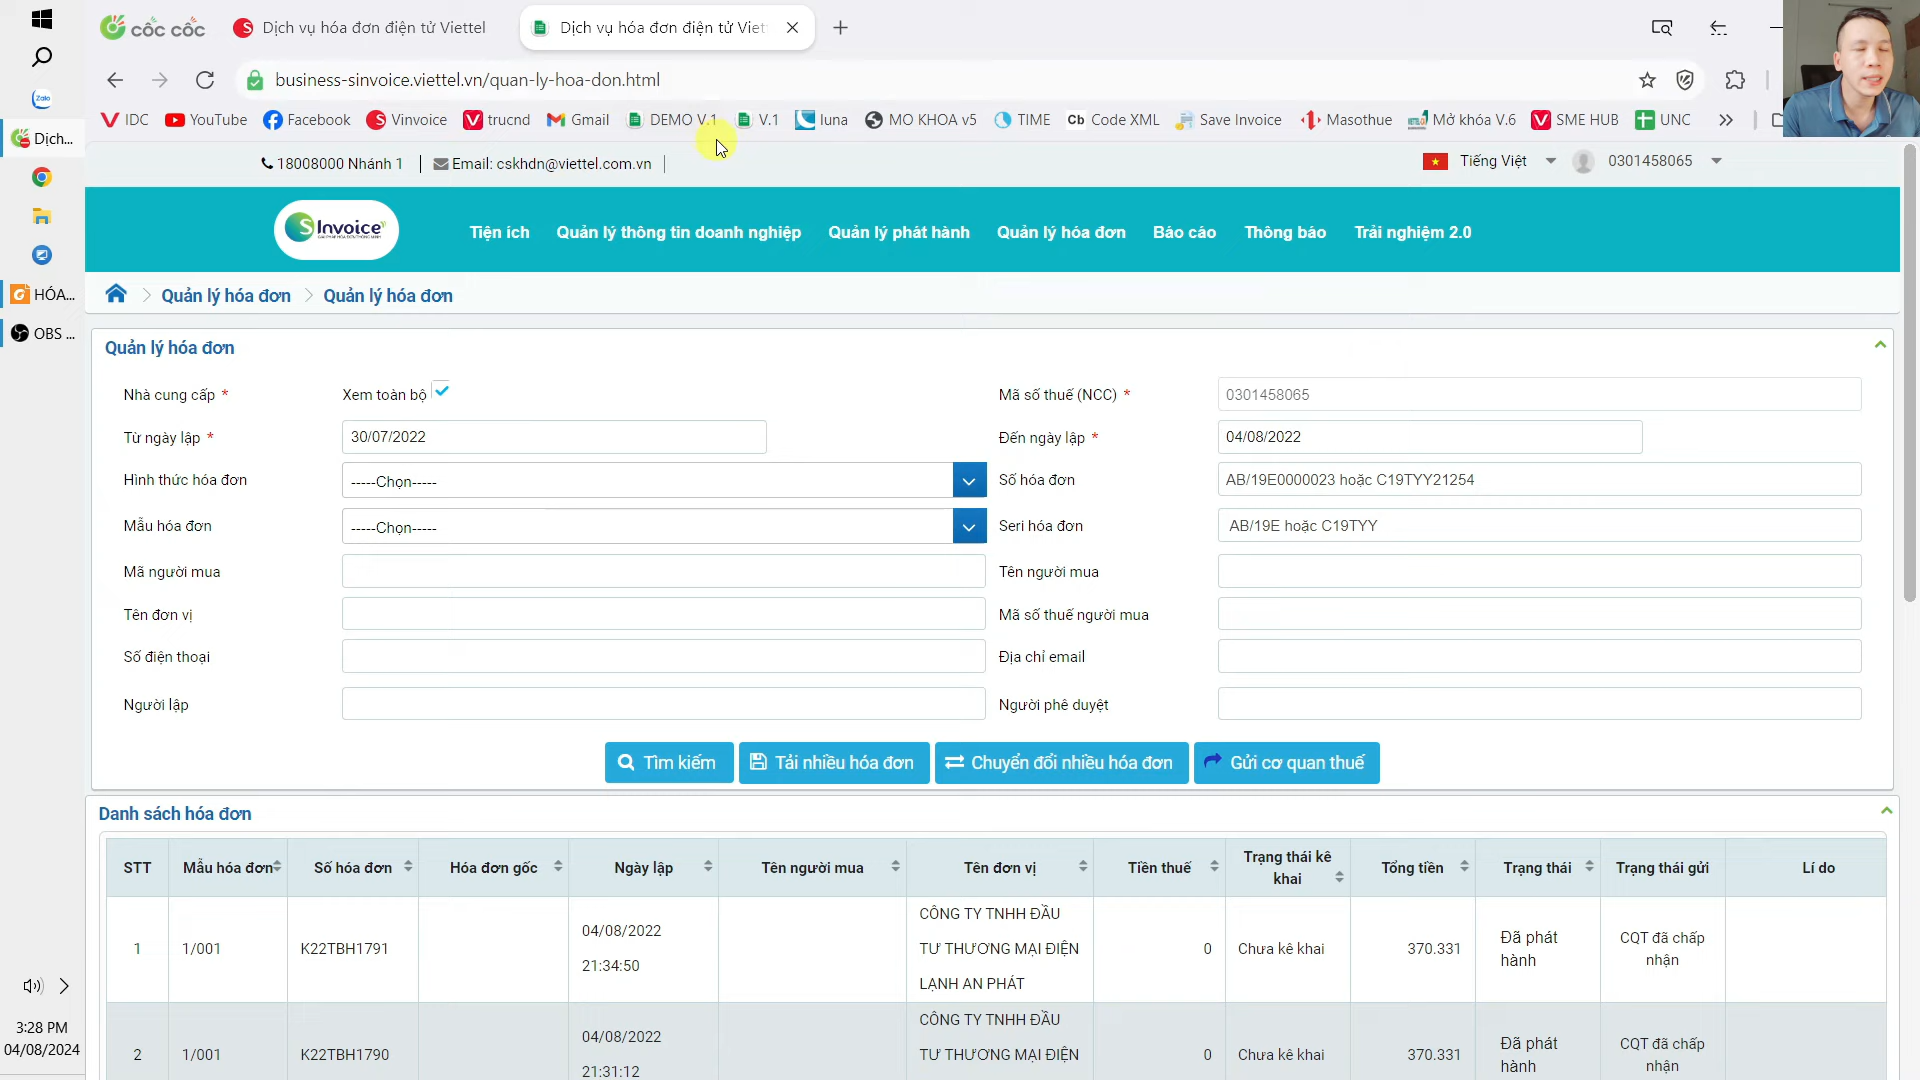 cốc cốc
Dịch vụ hóa đơn điện tử Viettel
Dịch vụ hóa đơn điện tử Viet
business-sinvoice.viettel.vn/quan-ly-hoa-don.html
IDC YouTube Facebook Vinvoice trucnd Gmail DEMO V.1 V.1 luna MO KHOA v5 TIME Cb Code XML Save Invoice Masothue Mở khóa V.6 SME HUB UNC
Zalo
Dịch...
HÓA...
OBS ...
3:28 PM
04/08/2024
18008000 Nhánh 1 | Email: cskhdn@viettel.com.vn |
Tiếng Việt 0301458065
SInvoice
Tiện ích Quản lý thông tin doanh nghiệp Quản lý phát hành Quản lý hóa đơn Báo cáo Thông báo Trải nghiệm 2.0
Quản lý hóa đơn Quản lý hóa đơn
Quản lý hóa đơn
Nhà cung cấp * Xem toàn bộ Mã số thuế (NCC) * 0301458065
Từ ngày lập * 30/07/2022 Đến ngày lập * 04/08/2022
Hình thức hóa đơn -----Chọn----- Số hóa đơn AB/19E0000023 hoặc C19TYY21254
Mẫu hóa đơn -----Chọn----- Seri hóa đơn AB/19E hoặc C19TYY
Mã người mua Tên người mua
Tên đơn vị Mã số thuế người mua
Số điện thoại Địa chỉ email
Người lập Người phê duyệt
Tìm kiếm Tải nhiều hóa đơn Chuyển đổi nhiều hóa đơn Gửi cơ quan thuế
Danh sách hóa đơn
STT Mẫu hóa đơn Số hóa đơn Hóa đơn gốc Ngày lập Tên người mua Tên đơn vị Tiền thuế Trạng thái kê khai Tổng tiền Trạng thái Trạng thái gửi Lí do
1 1/001 K22TBH1791 04/08/2022 21:34:50 CÔNG TY TNHH ĐẦU TƯ THƯƠNG MẠI ĐIỆN LẠNH AN PHÁT 0 Chưa kê khai 370.331 Đã phát hành CQT đã chấp nhận
2 1/001 K22TBH1790 04/08/2022 21:31:12 CÔNG TY TNHH ĐẦU TƯ THƯƠNG MẠI ĐIỆN 0 Chưa kê khai 370.331 Đã phát hành CQT đã chấp nhận